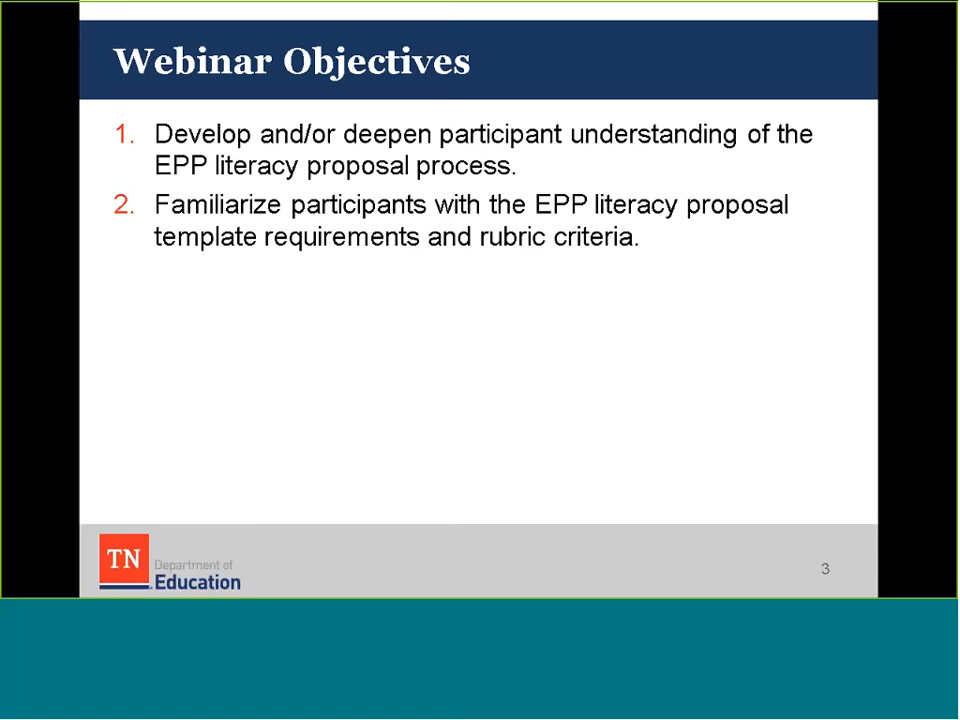 Webinar Objectives
1. Develop and/or deepen participant understanding of the
EPP literacy proposal process.
2. Familiarize participants with the EPP literacy proposal
template requirements and rubric criteria.
TN
Department of
Education
3